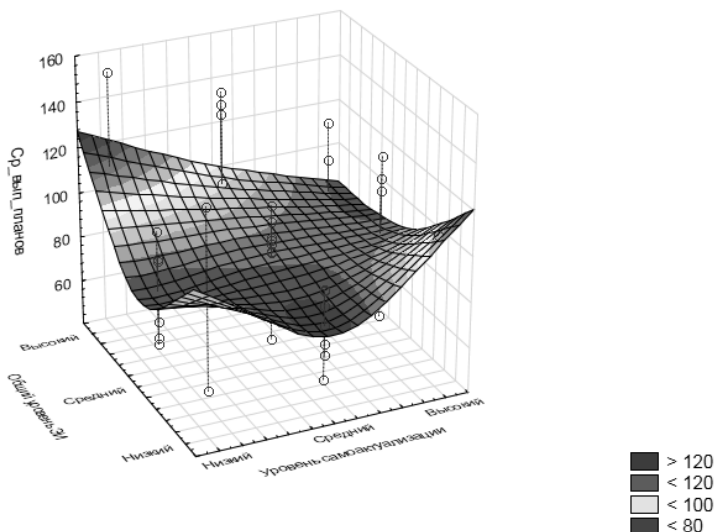 160
140
120
100
80
60
Ср_вып_планов
Высокий
Средний
Низкий
Общий уровень ЭИ
Низкий
Средний
Высокий
Уровень самоактуализации
> 120
< 120
< 100
< 80